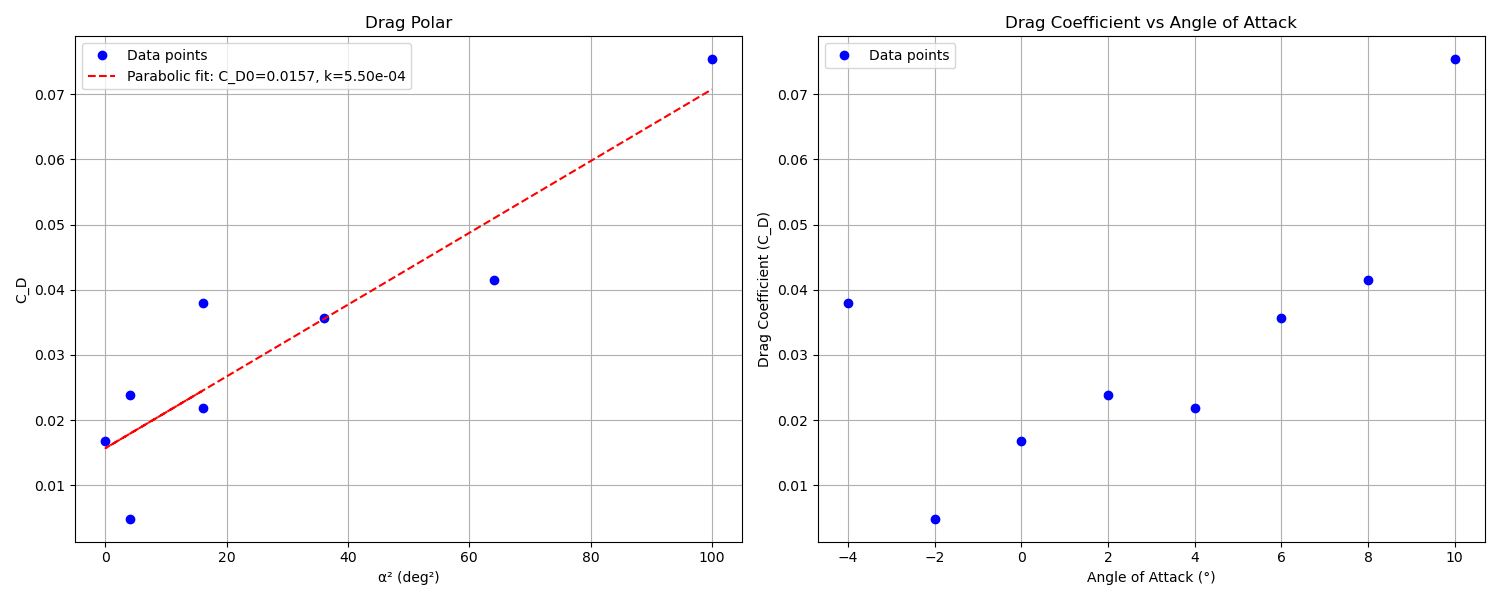 Drag Polar
Data points
Parabolic fit: C_D0=0.0157, k=5.50e-04
0.07
0.06
0.05
0.04
0.03
0.02
0.01
C_D
0 20 40 60 80 100
α² (deg²)
Drag Coefficient vs Angle of Attack
Data points
0.07
0.06
0.05
0.04
0.03
0.02
0.01
Drag Coefficient (C_D)
−4 −2 0 2 4 6 8 10
Angle of Attack (°)